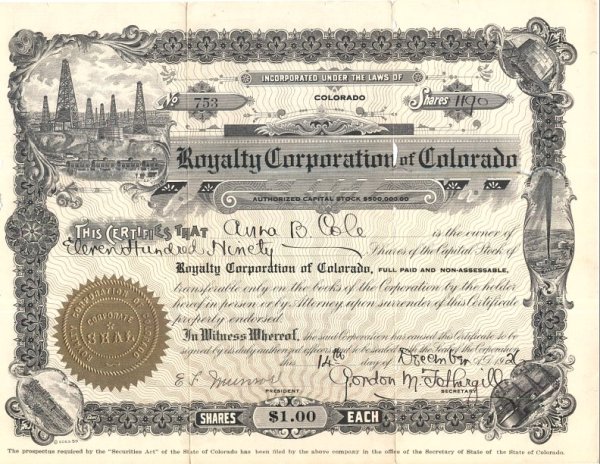 INCORPORATED UNDER THE LAWS OF
COLORADO
No 753
Shares 1190
Royalty Corporation of Colorado
AUTHORIZED CAPITAL STOCK $500,000.00
THIS CERTIFIES THAT Anna B. Cole is the owner of
Eleven Hundred Ninety Shares of the Capital Stock of
Royalty Corporation of Colorado, FULL PAID AND NON-ASSESSABLE,
transferable only on the books of the Corporation by the holder
hereof in person or by Attorney upon surrender of this Certificate
properly endorsed.
In Witness Whereof, the said Corporation has caused this Certificate to be
signed by its duly authorized officers and to be sealed with the Seal of the Corporation
this 14th day of December
PRESIDENT
Gordon M. Fothergill
SECRETARY
ROYALTY CORPORATION OF COLORADO
CORPORATE
SEAL
SHARES $1.00 EACH
The prospectus required by the "Securities Act" of the State of Colorado has been filed by the above company in the office of the Secretary of State of the State of Colorado.